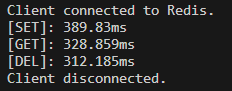 Client connected to Redis.
[SET]: 389.83ms
[GET]: 328.859ms
[DEL]: 312.185ms
Client disconnected.